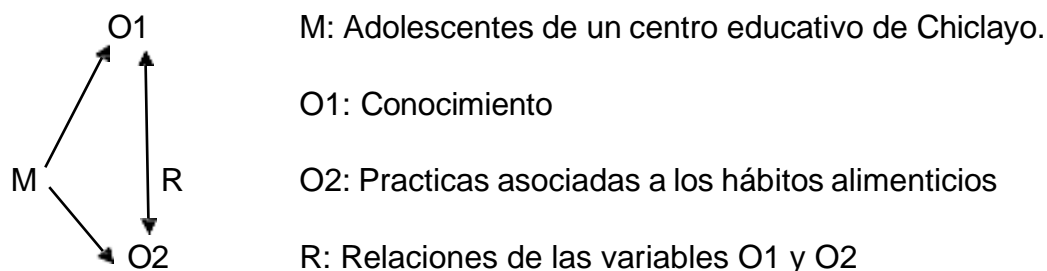 O1 M: Adolescentes de un centro educativo de Chiclayo.
O1: Conocimiento
M R O2: Practicas asociadas a los hábitos alimenticios
O2 R: Relaciones de las variables O1 y O2